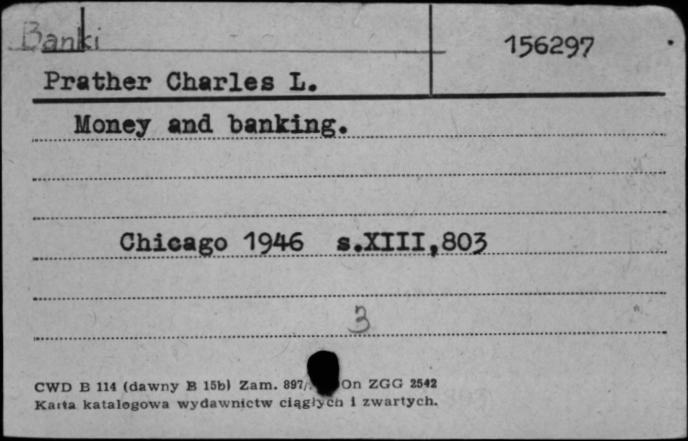 Banki
156297
Prather Charles L.
Money and banking.
Chicago 1946 s.XIII,803
3
CWD B 114 (dawny B 15b) Zam. 897/ On ZGG 2542
Karta katalogowa wydawnictw ciągłych i zwartych.